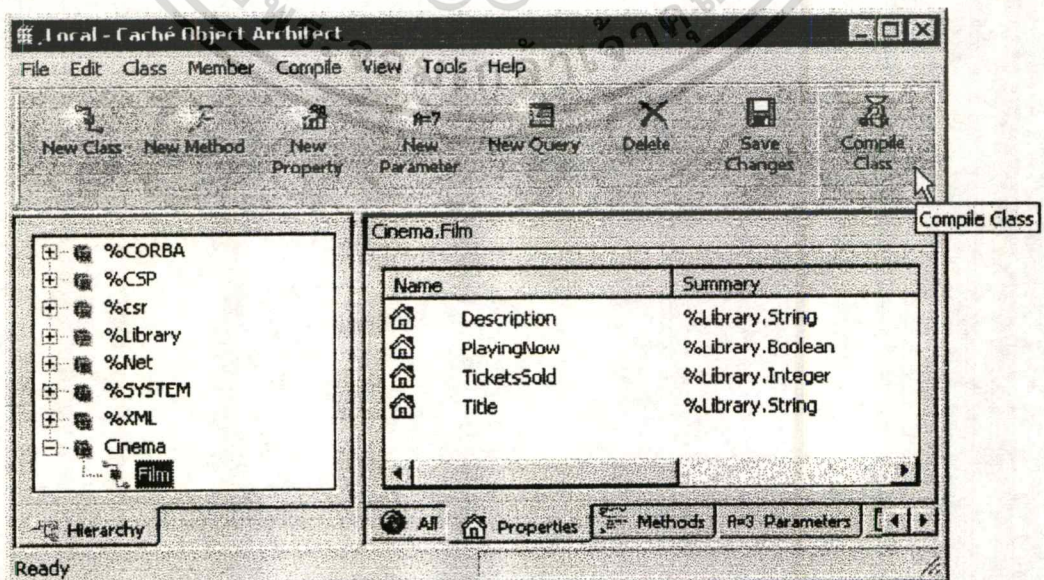 .Local - Caché Object Architect
File Edit Class Member Compile View Tools Help
New Class
New Method
New Property
A=7
New Parameter
New Query
Delete
Save Changes
Compile Class
Compile Class
%CORBA
%CSP
%csr
%Library
%Net
%SYSTEM
%XML
Cinema
Film
Hierarchy
Cinema.Film
Name Summary
Description %Library.String
PlayingNow %Library.Boolean
TicketsSold %Library.Integer
Title %Library.String
All Properties Methods A=3 Parameters
Ready